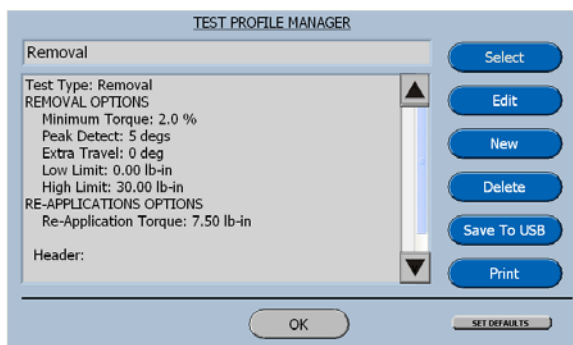 TEST PROFILE MANAGER
Removal
Test Type: Removal
REMOVAL OPTIONS
Minimum Torque: 2.0 %
Peak Detect: 5 degs
Extra Travel: 0 deg
Low Limit: 0.00 lb-in
High Limit: 30.00 lb-in
RE-APPLICATIONS OPTIONS
Re-Application Torque: 7.50 lb-in
Header:
Select
Edit
New
Delete
Save To USB
Print
OK
SET DEFAULTS